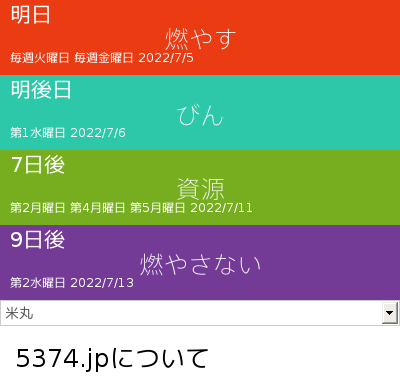 明日
燃やす
毎週火曜日 毎週金曜日 2022/7/5
明後日
びん
第1水曜日 2022/7/6
7日後
資源
第2月曜日 第4月曜日 第5月曜日 2022/7/11
9日後
燃やさない
第2水曜日 2022/7/13
米丸
5374.jpについて